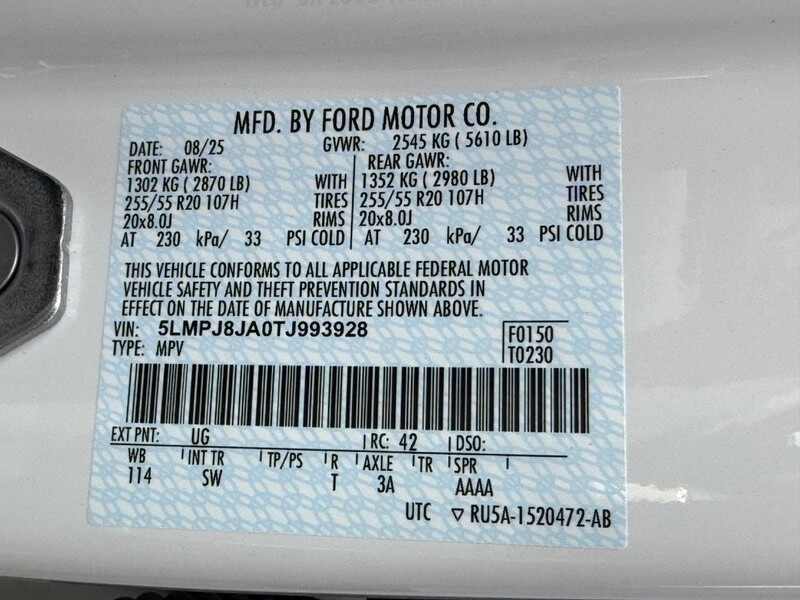 MFD. BY FORD MOTOR CO.
DATE: 08/25 GVWR: 2545 KG ( 5610 LB)
FRONT GAWR: REAR GAWR:
1302 KG ( 2870 LB) WITH 1352 KG ( 2980 LB) WITH
255/55 R20 107H TIRES 255/55 R20 107H TIRES
20x8.0J RIMS 20x8.0J RIMS
AT 230 kPa/ 33 PSI COLD AT 230 kPa/ 33 PSI COLD
THIS VEHICLE CONFORMS TO ALL APPLICABLE FEDERAL MOTOR
VEHICLE SAFETY AND THEFT PREVENTION STANDARDS IN
EFFECT ON THE DATE OF MANUFACTURE SHOWN ABOVE.
VIN: 5LMPJ8JA0TJ993928 F0150
TYPE: MPV T0230
EXT PNT: UG RC: 42 DSO:
WB INT TR TP/PS R AXLE TR SPR
114 SW T 3A AAAA
UTC ▽ RU5A-1520472-AB